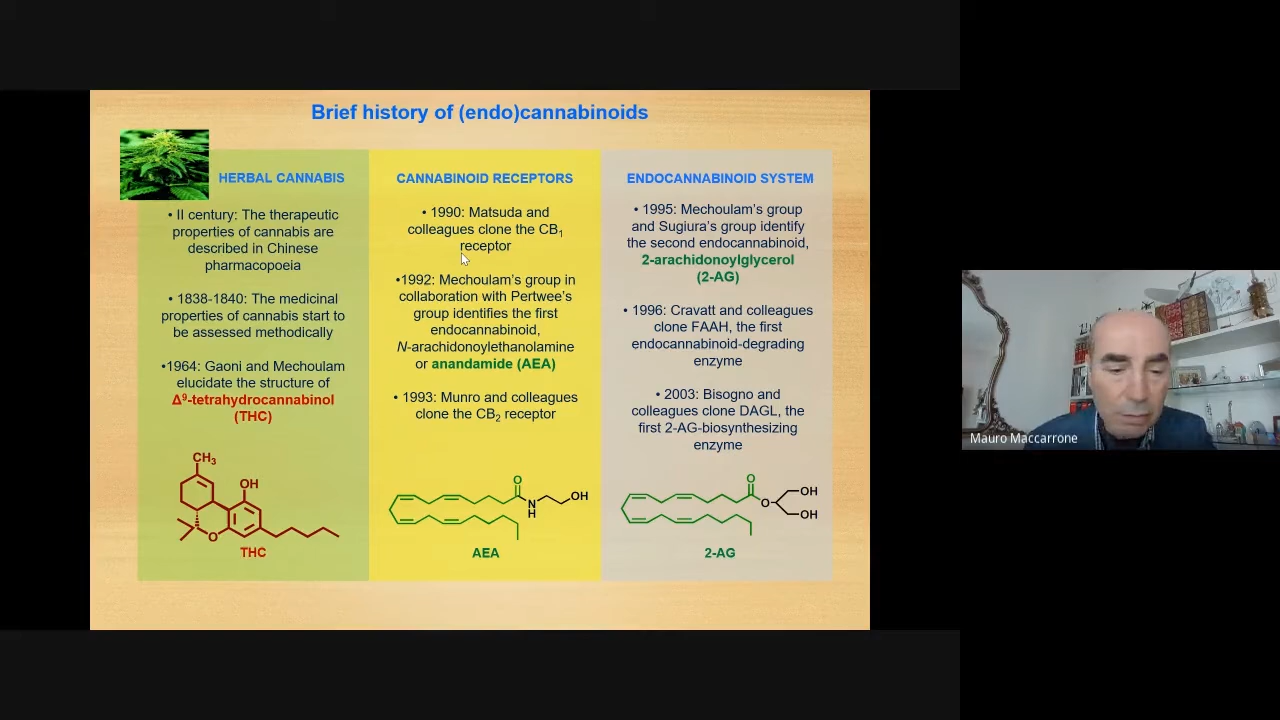 Brief history of (endo)cannabinoids
HERBAL CANNABIS
• II century: The therapeutic
properties of cannabis are
described in Chinese
pharmacopoeia
• 1838-1840: The medicinal
properties of cannabis start to
be assessed methodically
•1964: Gaoni and Mechoulam
elucidate the structure of
Δ⁹-tetrahydrocannabinol
(THC)
CH₃
OH
O
THC
CANNABINOID RECEPTORS
• 1990: Matsuda and
colleagues clone the CB₁
receptor
•1992: Mechoulam's group in
collaboration with Pertwee's
group identifies the first
endocannabinoid,
N-arachidonoylethanolamine
or anandamide (AEA)
• 1993: Munro and colleagues
clone the CB₂ receptor
O
OH
N
H
AEA
ENDOCANNABINOID SYSTEM
• 1995: Mechoulam's group
and Sugiura's group identify
the second endocannabinoid,
2-arachidonoylglycerol
(2-AG)
• 1996: Cravatt and colleagues
clone FAAH, the first
endocannabinoid-degrading
enzyme
• 2003: Bisogno and
colleagues clone DAGL, the
first 2-AG-biosynthesizing
enzyme
O
OH
O
OH
2-AG
Mauro Maccarrone